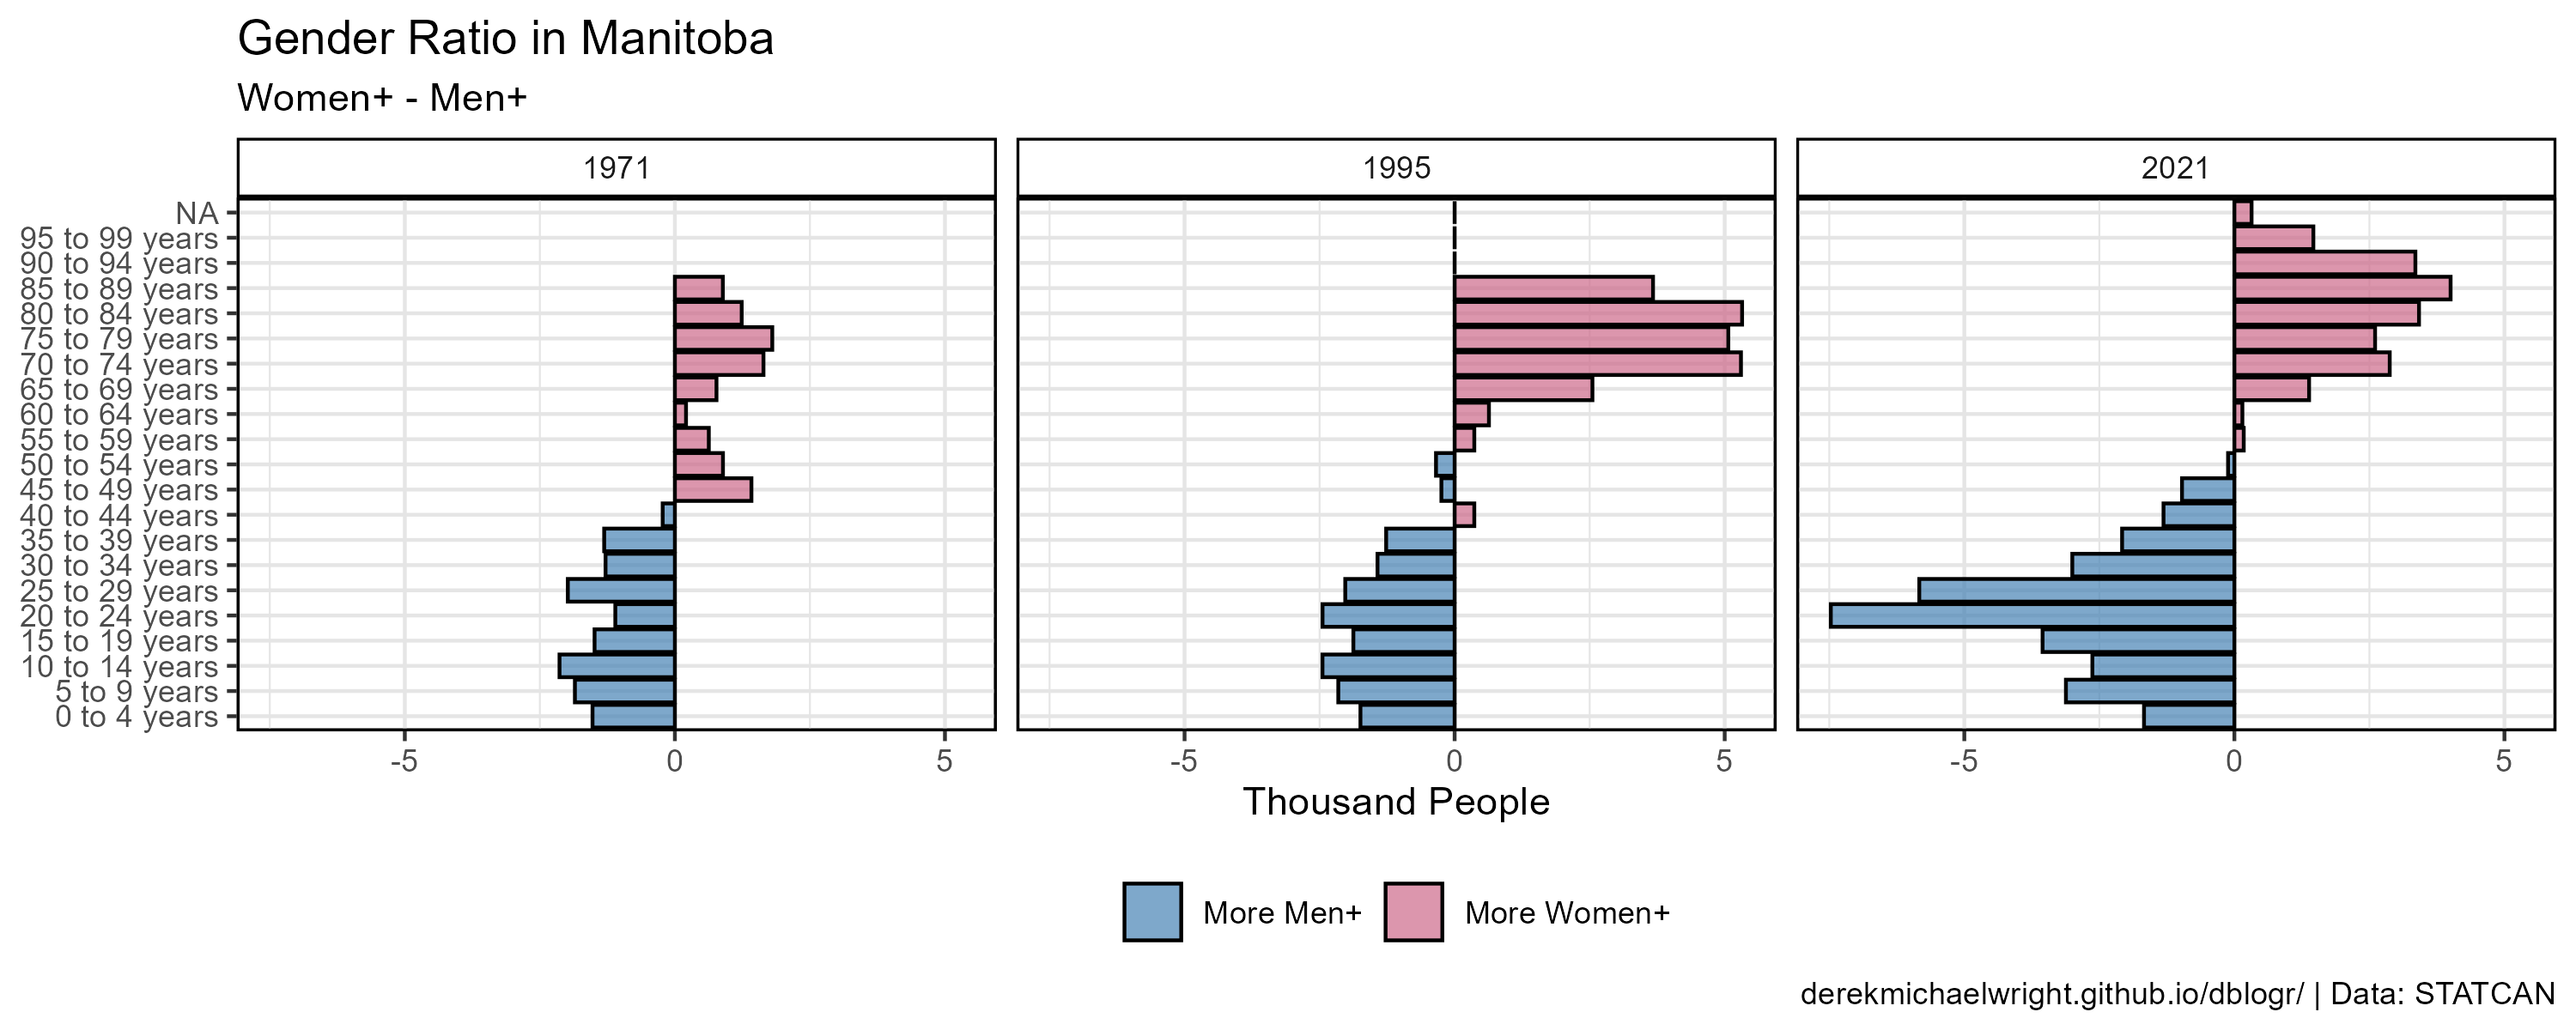 Gender Ratio in Manitoba
Women+ - Men+
1971
1995
2021
NA
95 to 99 years
90 to 94 years
85 to 89 years
80 to 84 years
75 to 79 years
70 to 74 years
65 to 69 years
60 to 64 years
55 to 59 years
50 to 54 years
45 to 49 years
40 to 44 years
35 to 39 years
30 to 34 years
25 to 29 years
20 to 24 years
15 to 19 years
10 to 14 years
5 to 9 years
0 to 4 years
-5 0 5 -5 0 5 -5 0 5
Thousand People
More Men+ More Women+
derekmichaelwright.github.io/dblogr/ | Data: STATCAN